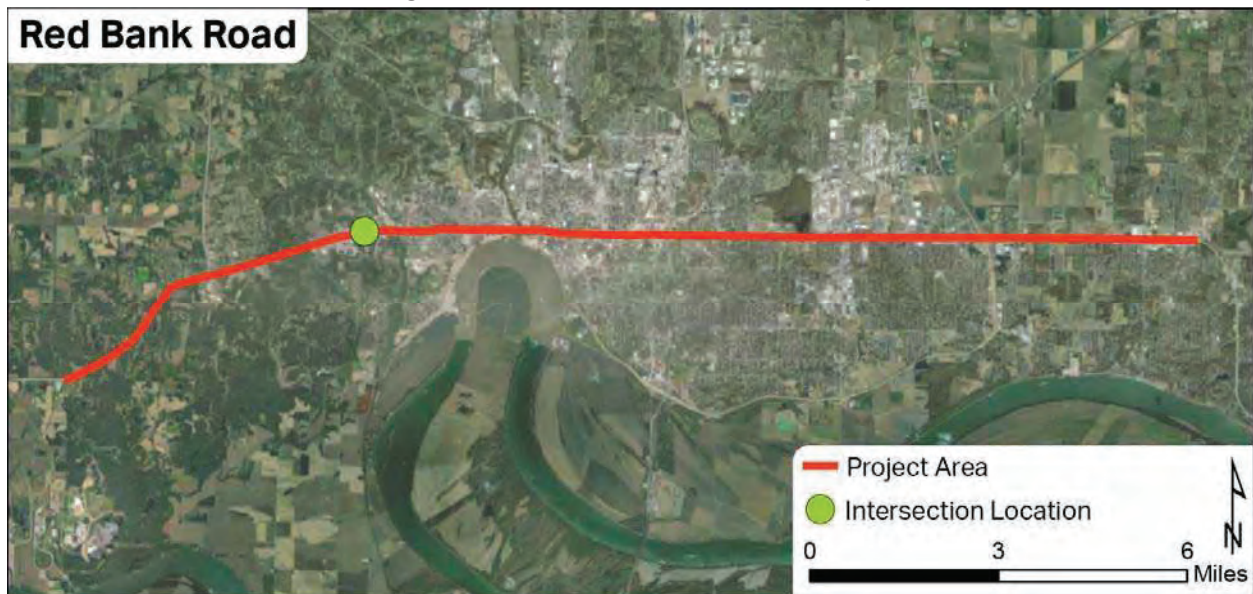 Red Bank Road
Project Area
Intersection Location
N
0 3 6
Miles